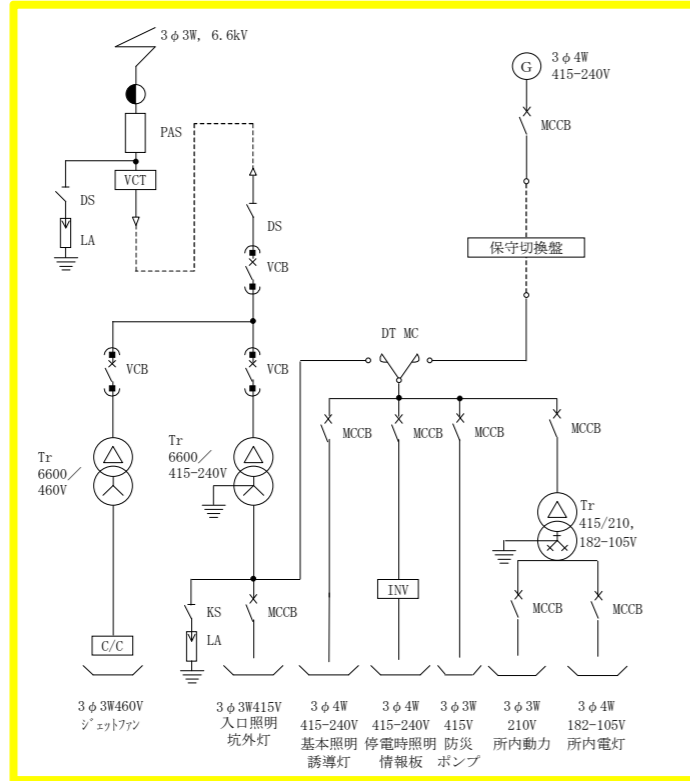 3φ3W, 6.6kV
PAS
VCT
DS
LA
DS
VCB
G
3φ4W
415-240V
MCCB
保守切換盤
DT MC
VCB
VCB
MCCB
MCCB
MCCB
MCCB
Tr
6600／
460V
Tr
6600／
415-240V
Tr
415/210,
182-105V
KS
LA
MCCB
INV
MCCB
MCCB
C/C
3φ3W460V
ジェットファン
3φ3W415V
入口照明
坑外灯
3φ4W
415-240V
基本照明
誘導灯
3φ4W
415-240V
停電時照明
情報板
3φ3W
415V
防災
ポンプ
3φ3W
210V
所内動力
3φ4W
182-105V
所内電灯